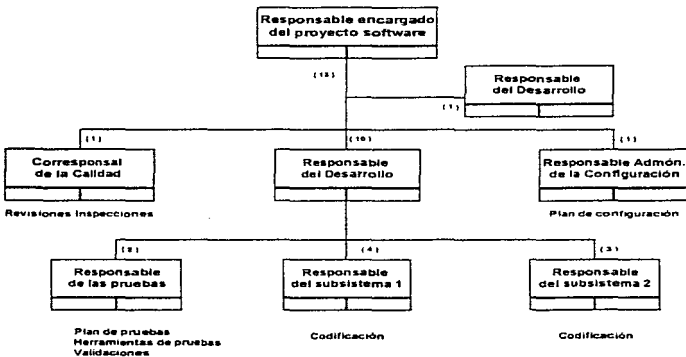 Responsable encargado
del proyecto software
(13)
Responsable
del Desarrollo
(1)
(1)
(10)
(1)
Corresponsal
de la Calidad
Responsable
del Desarrollo
Responsable Admón.
de la Configuración
Revisiones Inspecciones
Plan de configuración
(2)
(4)
(3)
Responsable
de las pruebas
Responsable
del subsistema 1
Responsable
del subsistema 2
Plan de pruebas
Herramientas de pruebas
Validaciones
Codificación
Codificación